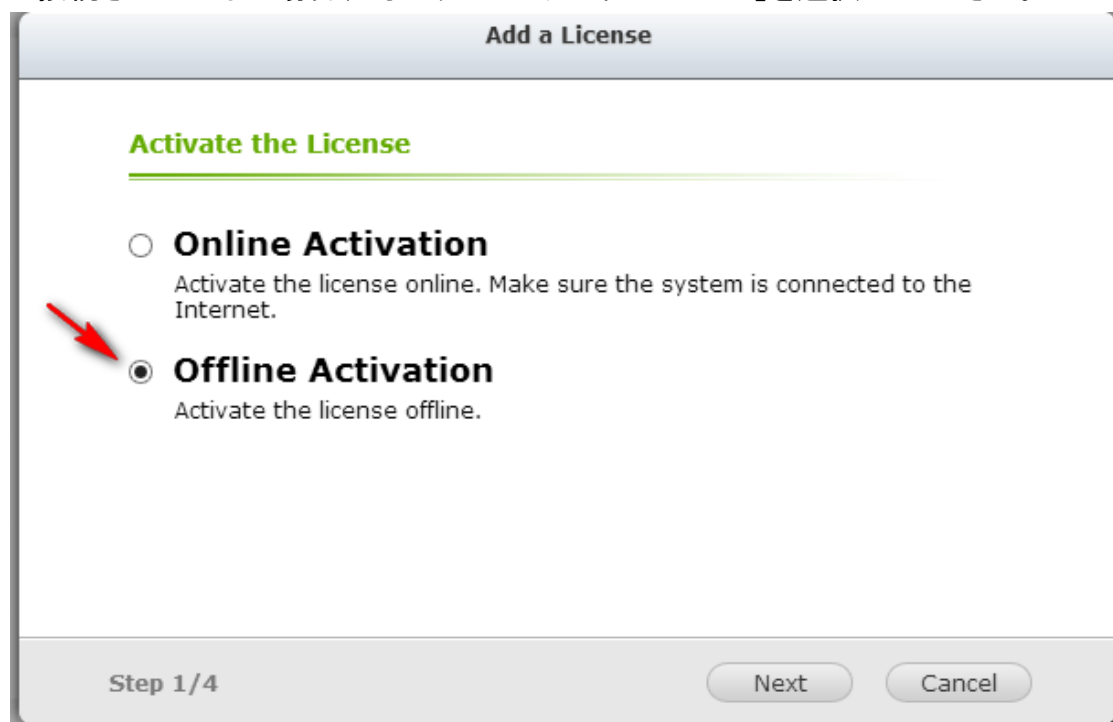 Add a License
Activate the License
Online Activation
Activate the license online. Make sure the system is connected to the
Internet.
Offline Activation
Activate the license offline.
Step 1/4
Next
Cancel